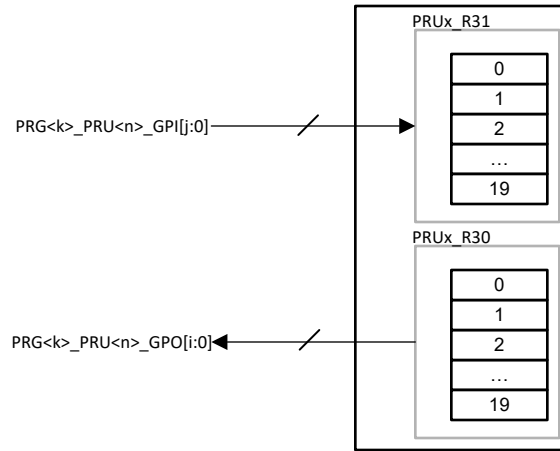 PRUx_R31
0
1
PRG<k>_PRU<n>_GPI[j:0]
2
...
19
PRUx_R30
0
1
PRG<k>_PRU<n>_GPO[i:0]
2
...
19